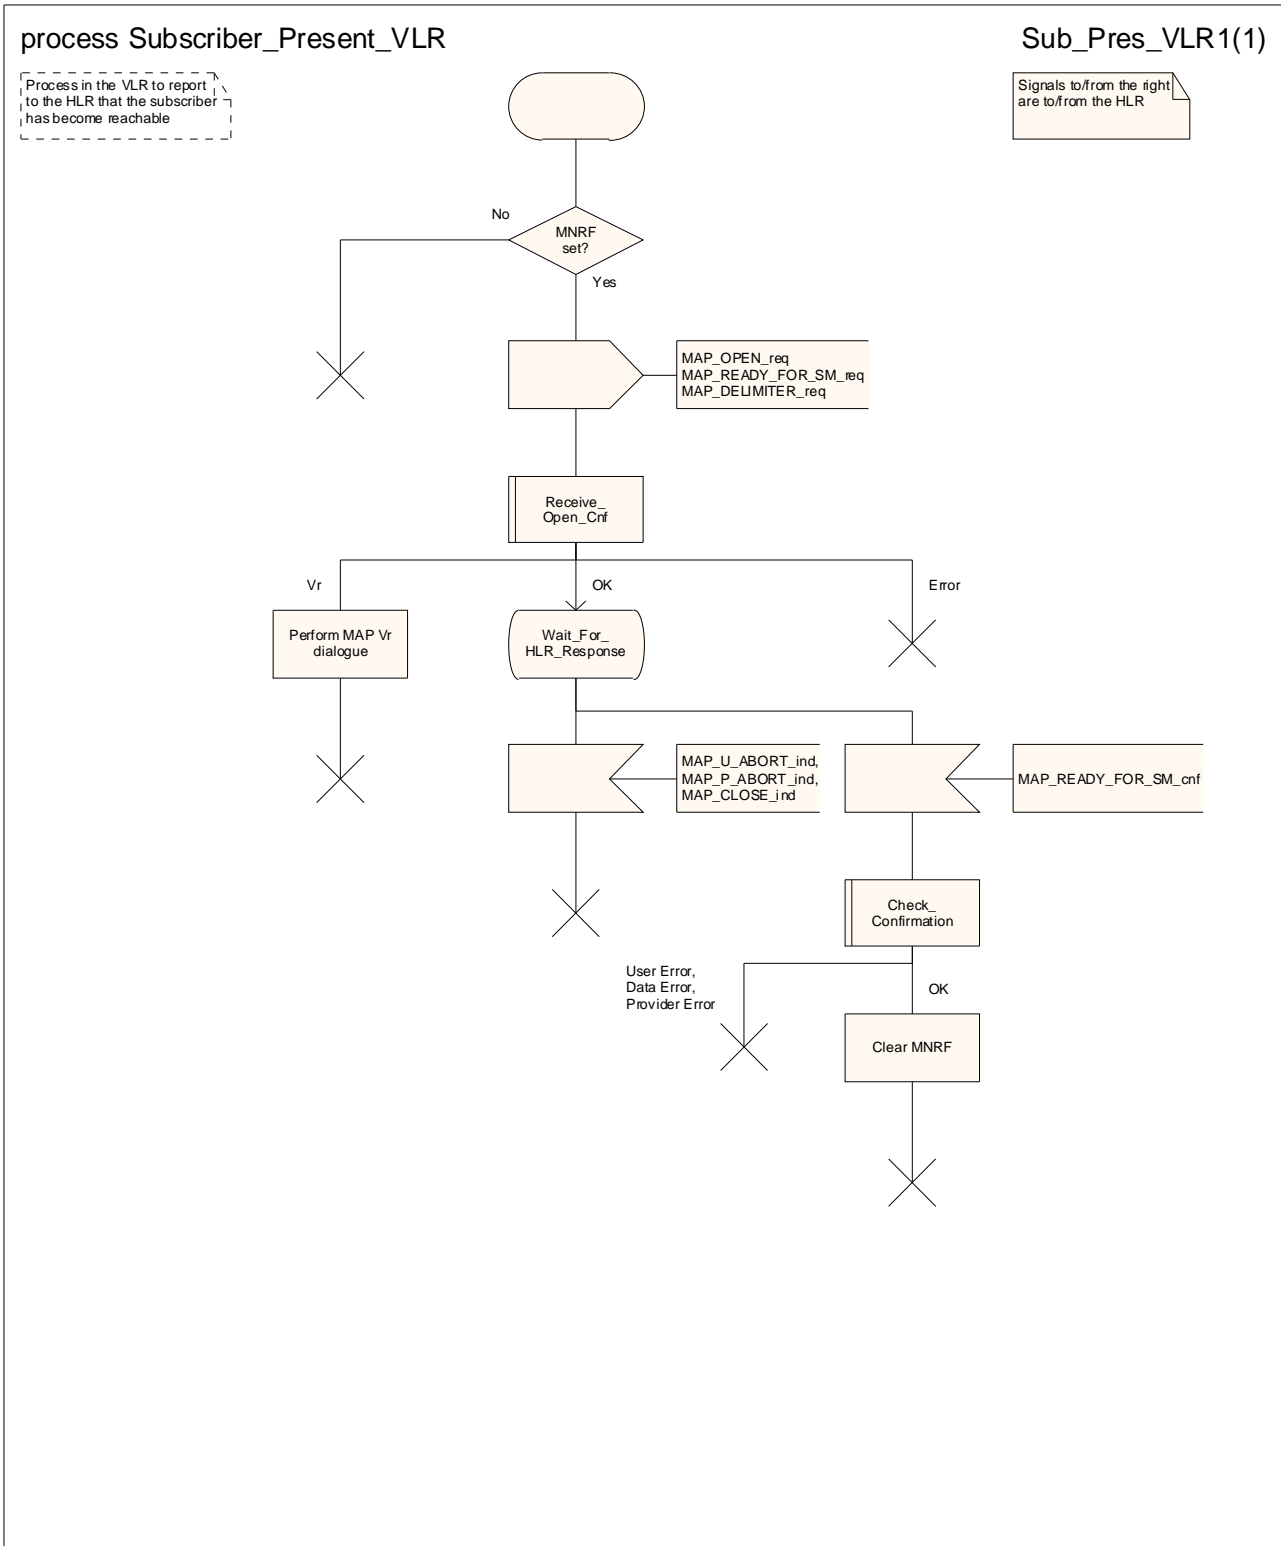 process Subscriber_Present_VLR
Sub_Pres_VLR1(1)
Process in the VLR to report
to the HLR that the subscriber
has become reachable
Signals to/from the right
are to/from the HLR
No
MNRF
set?
Yes
MAP_OPEN_req
MAP_READY_FOR_SM_req
MAP_DELIMITER_req
Receive_
Open_Cnf
Vr
OK
Error
Perform MAP Vr
dialogue
Wait_For_
HLR_Response
MAP_U_ABORT_ind,
MAP_P_ABORT_ind,
MAP_CLOSE_ind
MAP_READY_FOR_SM_cnf
Check_
Confirmation
User Error,
Data Error,
Provider Error
OK
Clear MNRF